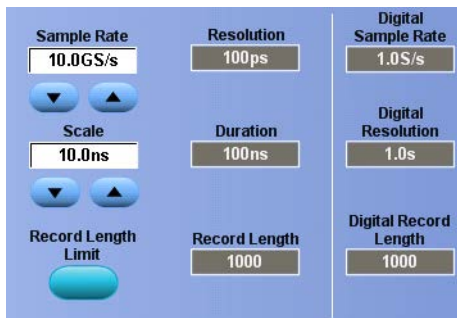 Sample Rate
10.0GS/s
Scale
10.0ns
Record Length
Limit
Resolution
100ps
Duration
100ns
Record Length
1000
Digital
Sample Rate
1.0S/s
Digital
Resolution
1.0s
Digital Record
Length
1000